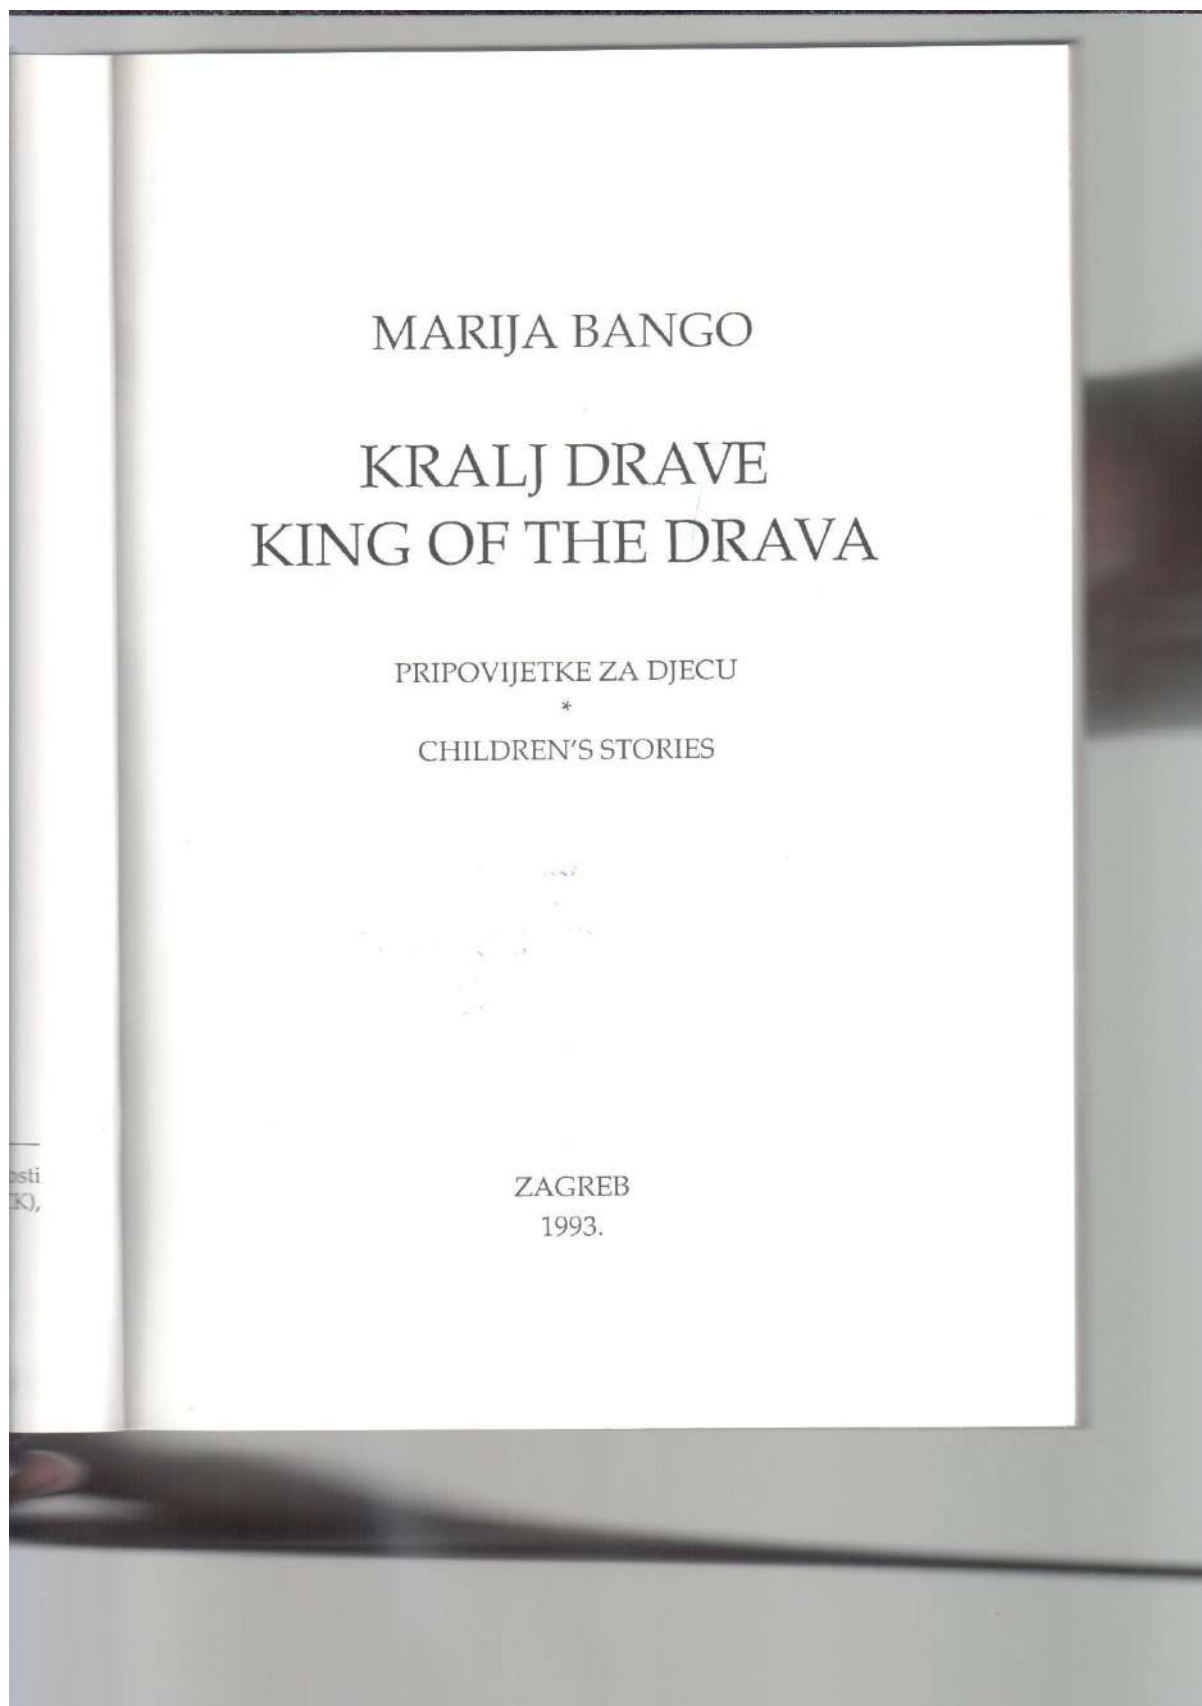 MARIJA BANGO
KRALJ DRAVE
KING OF THE DRAVA
PRIPOVIJETKE ZA DJECU
*
CHILDREN'S STORIES
ZAGREB
1993.